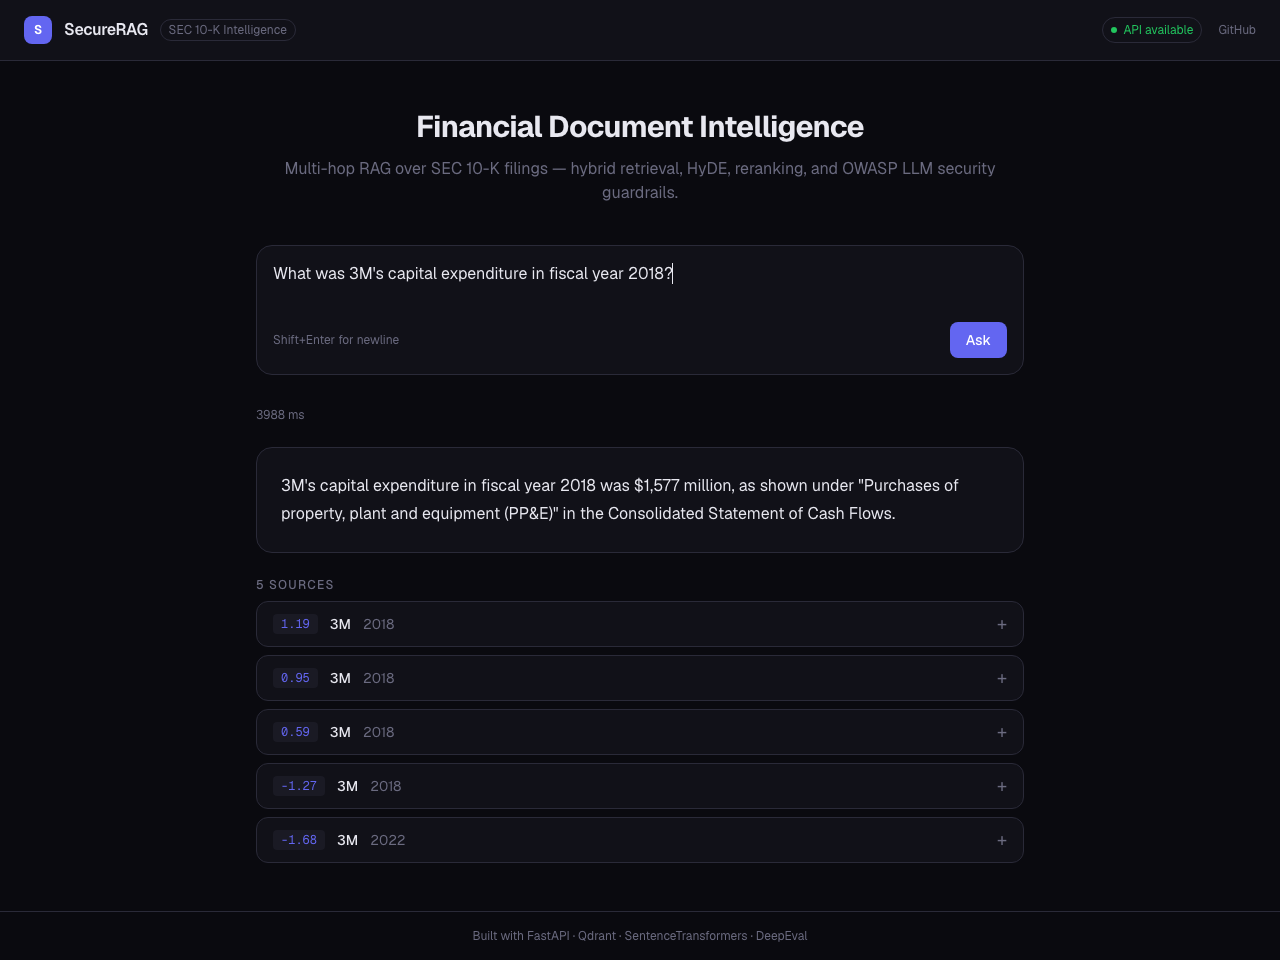 S SecureRAG SEC 10-K Intelligence API available GitHub
Financial Document Intelligence
Multi-hop RAG over SEC 10-K filings — hybrid retrieval, HyDE, reranking, and OWASP LLM security
guardrails.
What was 3M's capital expenditure in fiscal year 2018?
Shift+Enter for newline Ask
3988 ms
3M's capital expenditure in fiscal year 2018 was $1,577 million, as shown under "Purchases of
property, plant and equipment (PP&E)" in the Consolidated Statement of Cash Flows.
5 SOURCES
1.19 3M 2018 +
0.95 3M 2018 +
0.59 3M 2018 +
-1.27 3M 2018 +
-1.68 3M 2022 +
Built with FastAPI · Qdrant · SentenceTransformers · DeepEval